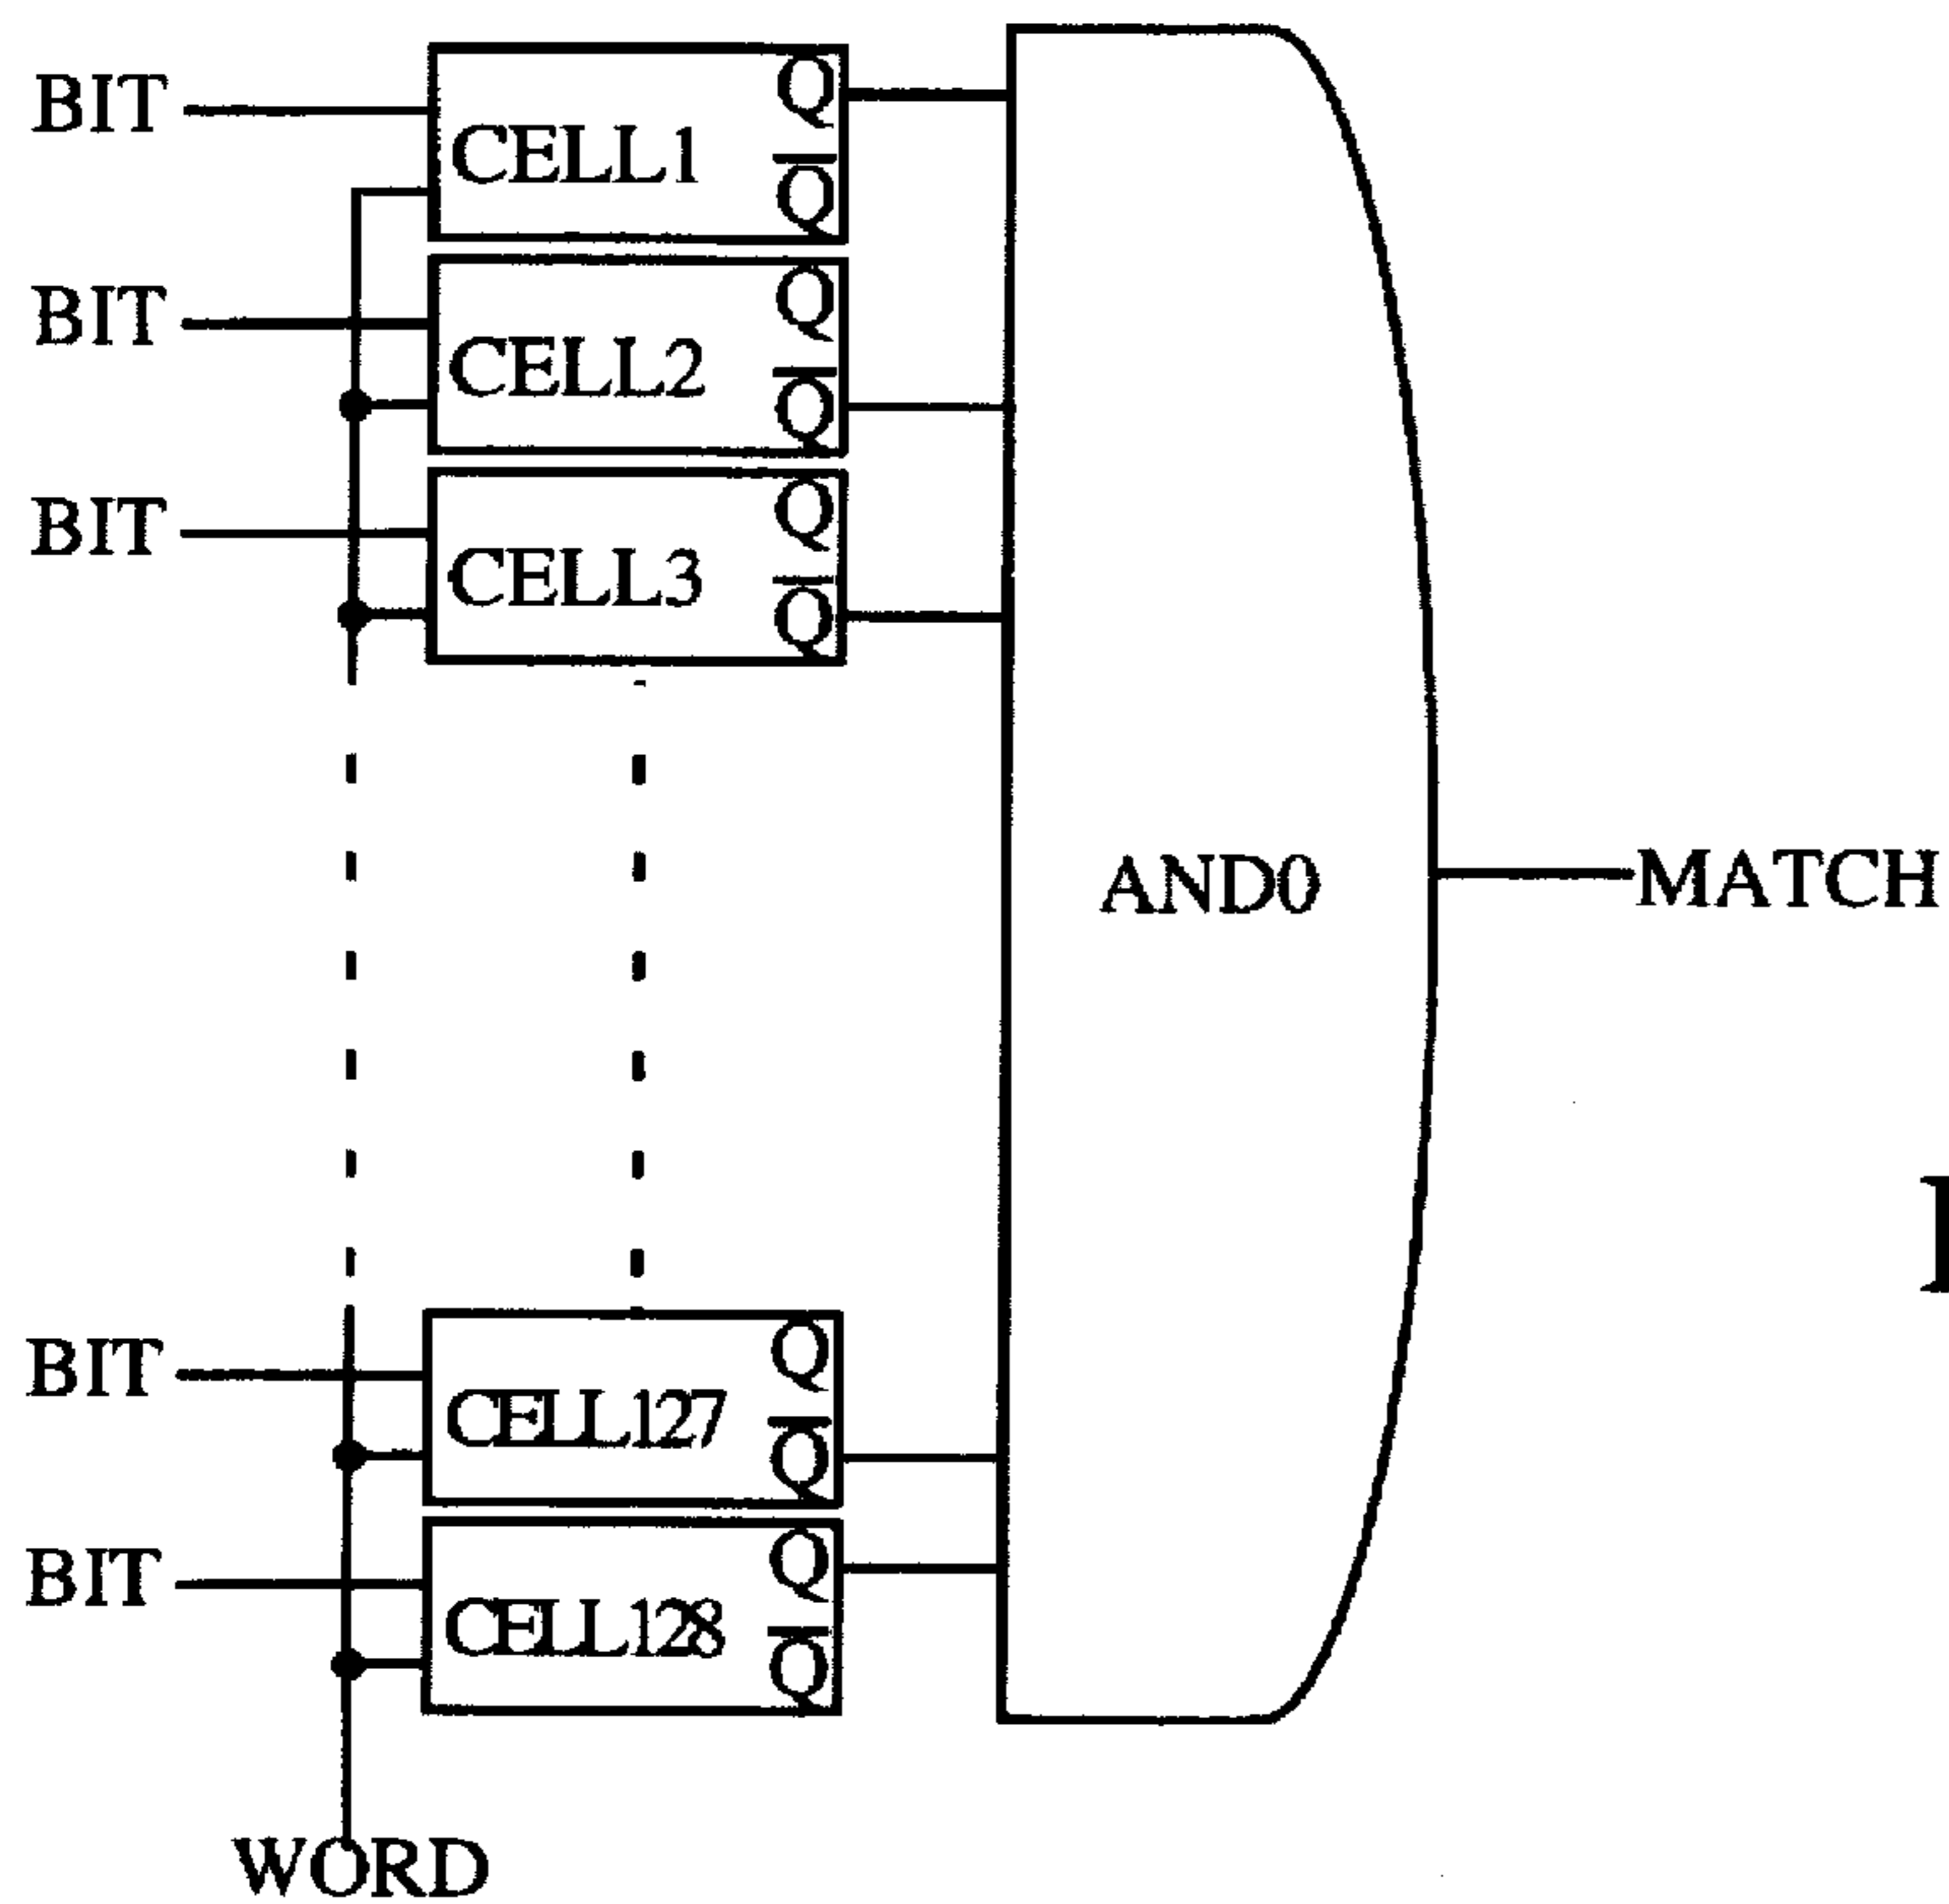 BIT
CELL1
Q
Q̅
BIT
CELL2
Q
Q̅
BIT
CELL3
Q
Q̅
AND0
MATCH
BIT
CELL127
Q
Q̅
BIT
CELL128
Q
Q̅
WORD